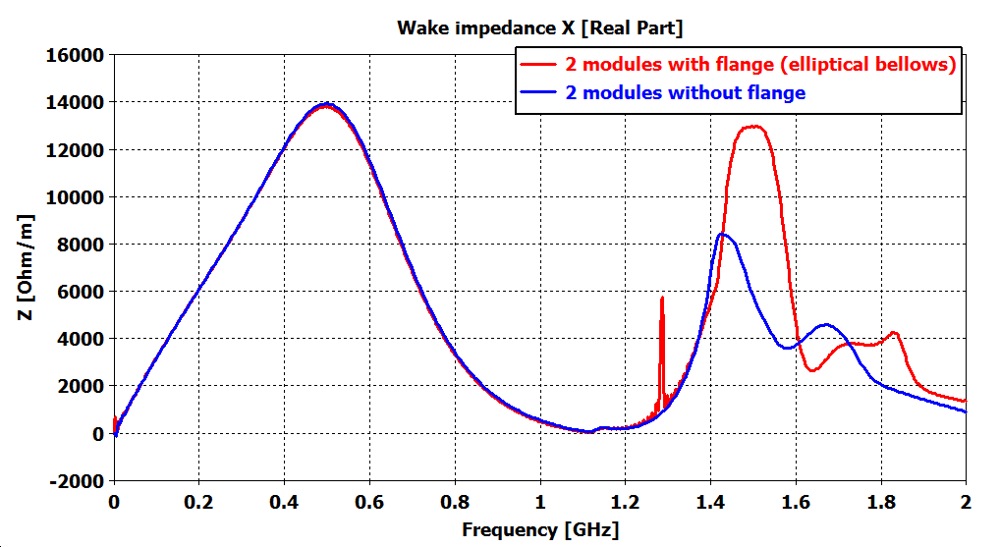 Wake impedance X [Real Part]
2 modules with flange (elliptical bellows)
2 modules without flange
Z [Ohm/m]
16000
14000
12000
10000
8000
6000
4000
2000
0
-2000
0 0.2 0.4 0.6 0.8 1 1.2 1.4 1.6 1.8 2
Frequency [GHz]